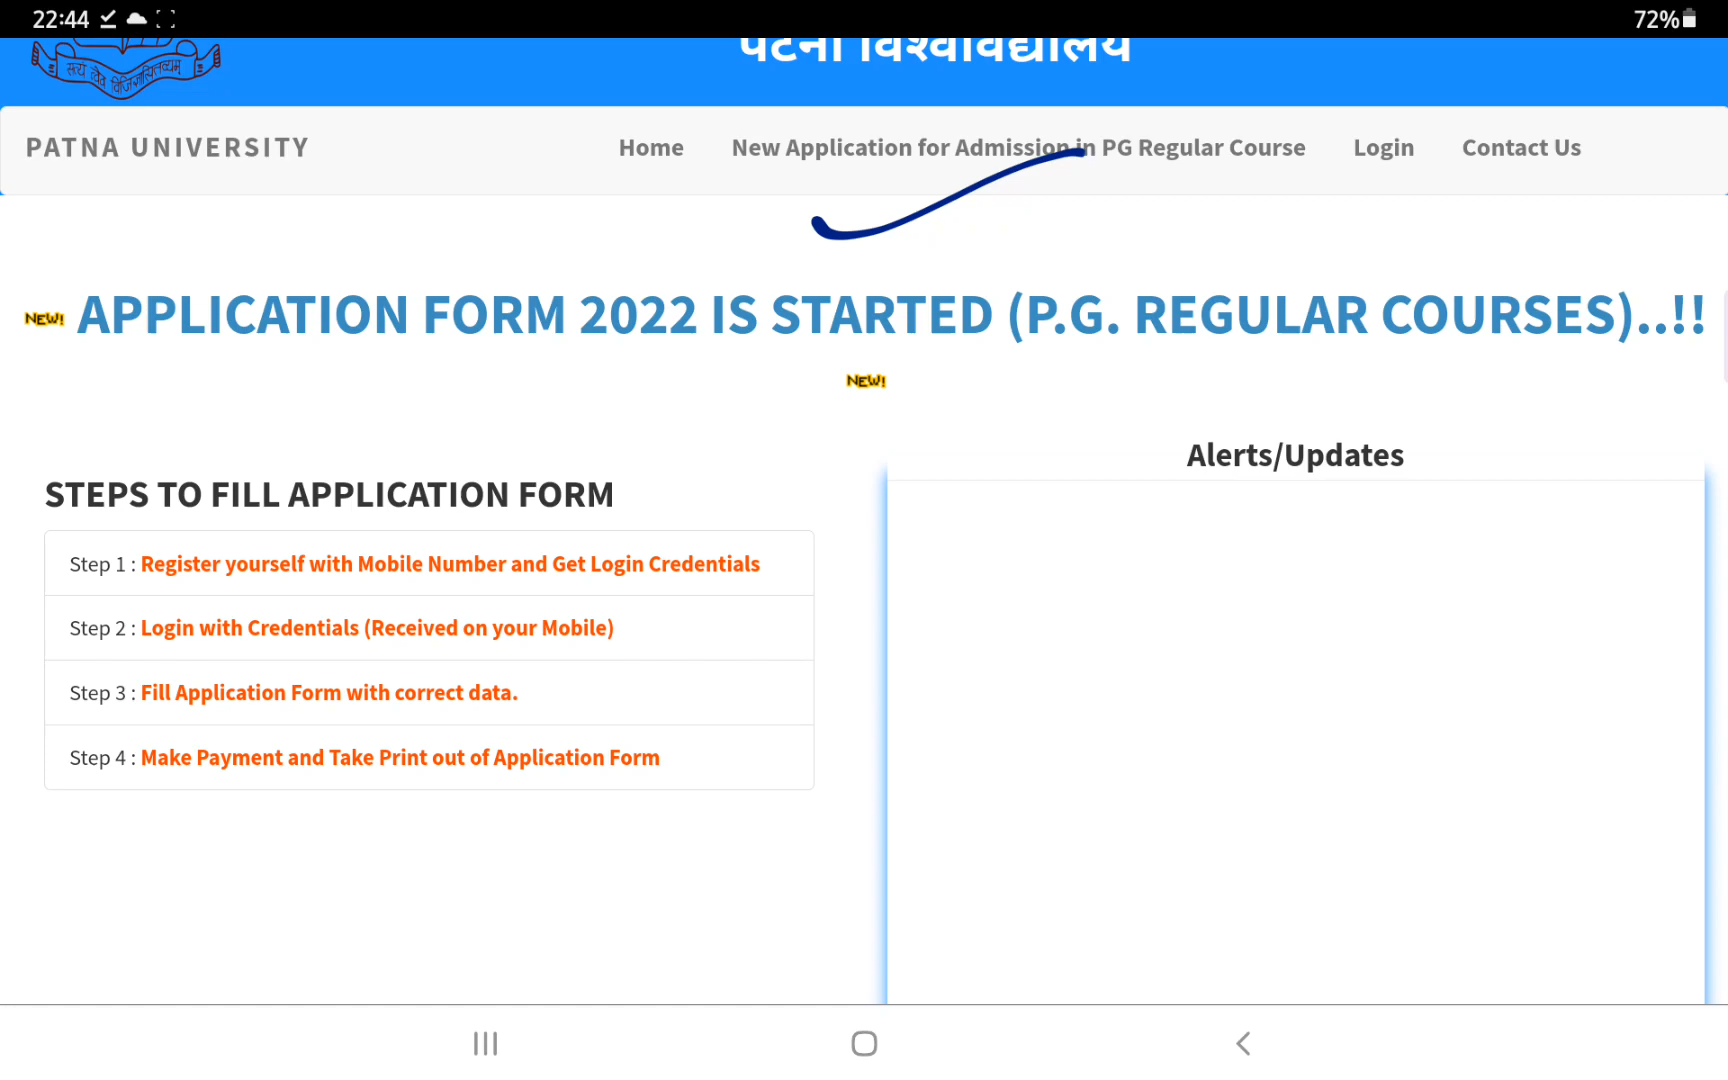 22:44
72%
पटना विश्वविद्यालय
PATNA UNIVERSITY
Home
New Application for Admission in PG Regular Course
Login
Contact Us
NEW! APPLICATION FORM 2022 IS STARTED (P.G. REGULAR COURSES)..!!
NEW!
Alerts/Updates
STEPS TO FILL APPLICATION FORM
Step 1 : Register yourself with Mobile Number and Get Login Credentials
Step 2 : Login with Credentials (Received on your Mobile)
Step 3 : Fill Application Form with correct data.
Step 4 : Make Payment and Take Print out of Application Form